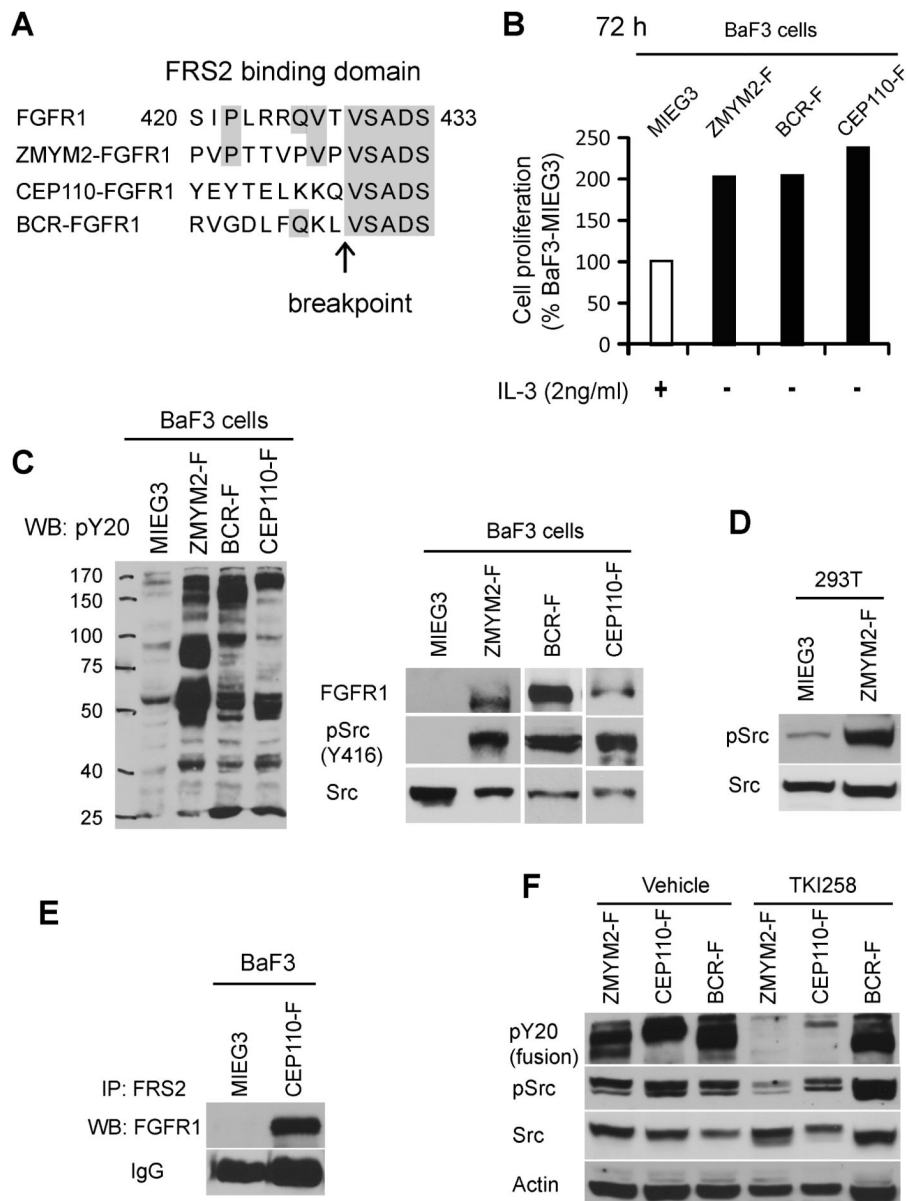 A
FRS2 binding domain
FGFR1 420 SIPLRRQVTVSADS 433
ZMYM2-FGFR1 PVPTTVPVPVSADS
CEP110-FGFR1 YEYTELKKQVSADS
BCR-FGFR1 RVGDLFQKLVSADS
breakpoint
B
72 h
BaF3 cells
MIEG3 ZMYM2-F BCR-F CEP110-F
Cell proliferation
(% BaF3-MIEG3)
250
200
150
100
50
0
IL-3 (2ng/ml) + - - -
C
BaF3 cells
WB: pY20
MIEG3 ZMYM2-F BCR-F CEP110-F
170
150
100
75
50
40
25
BaF3 cells
MIEG3 ZMYM2-F BCR-F CEP110-F
FGFR1
pSrc
(Y416)
Src
D
293T
MIEG3 ZMYM2-F
pSrc
Src
E
BaF3
MIEG3 CEP110-F
IP: FRS2
WB: FGFR1
IgG
F
Vehicle TKI258
ZMYM2-F CEP110-F BCR-F ZMYM2-F CEP110-F BCR-F
pY20
(fusion)
pSrc
Src
Actin